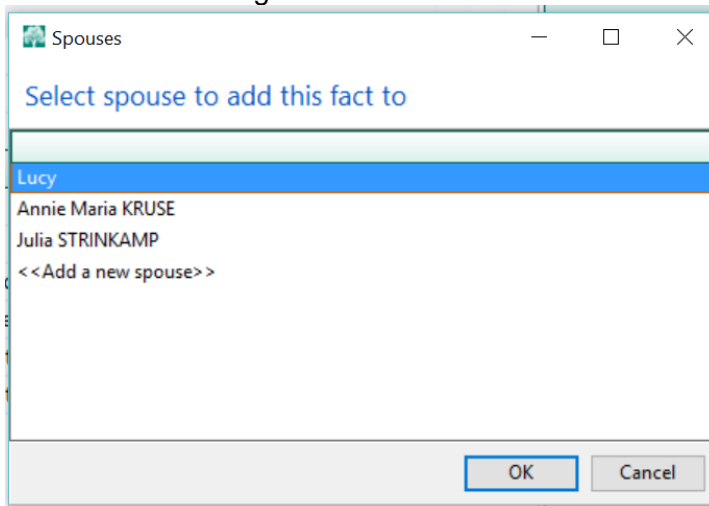 Spouses
Select spouse to add this fact to
Lucy
Annie Maria KRUSE
Julia STRINKAMP
<<Add a new spouse>>
OK Cancel